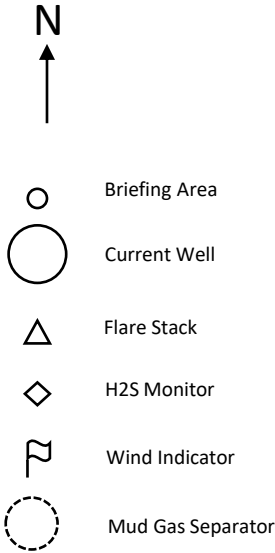 N
Briefing Area
Current Well
Flare Stack
H2S Monitor
Wind Indicator
Mud Gas Separator